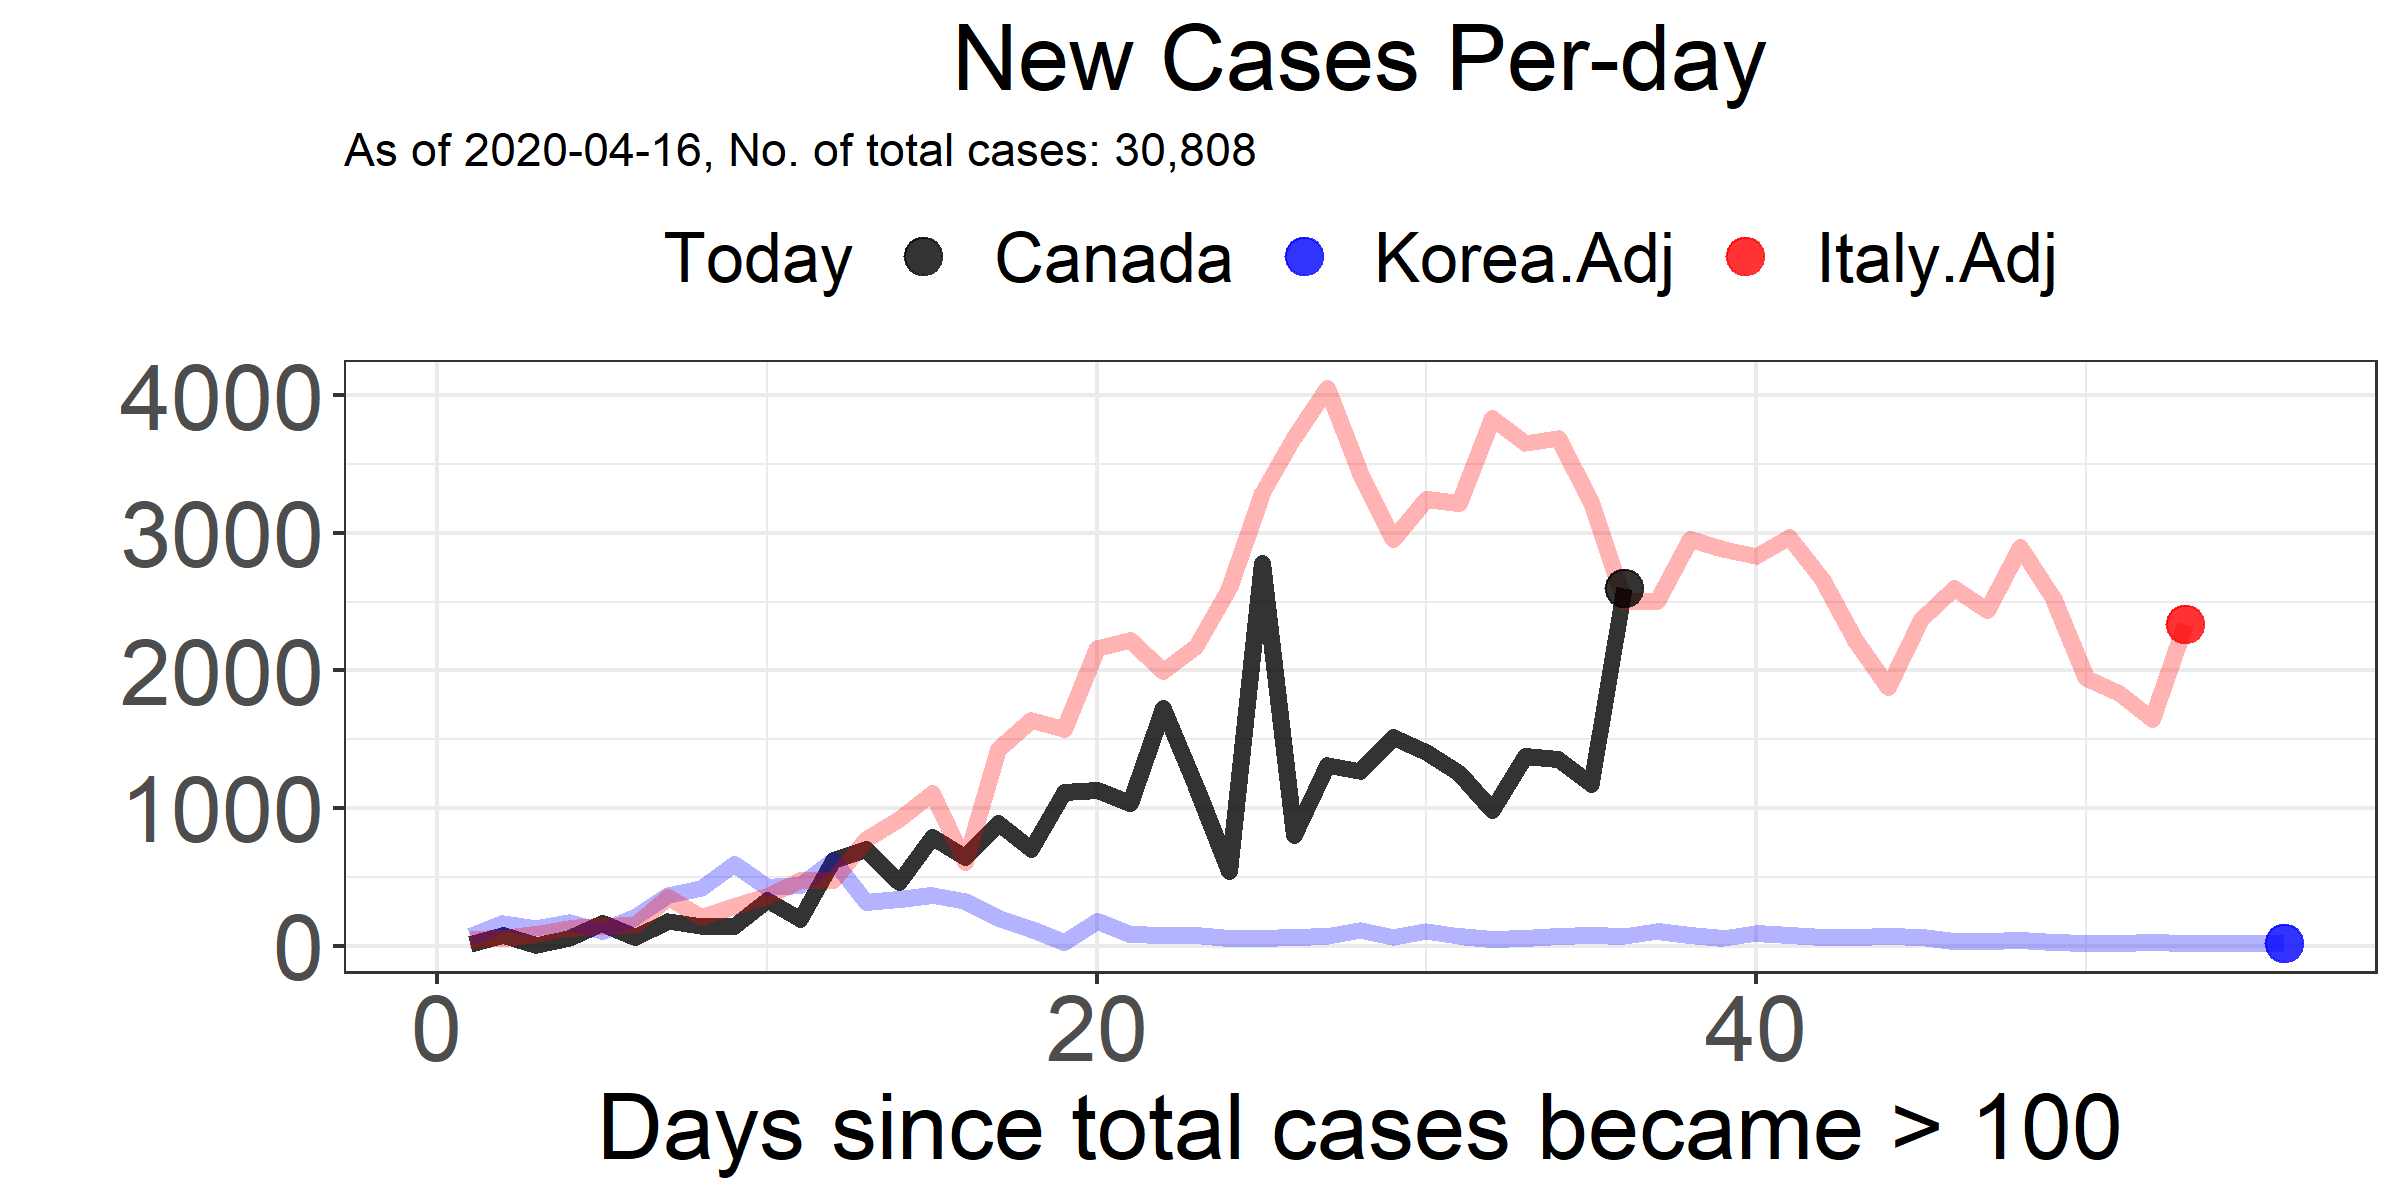 New Cases Per-day
As of 2020-04-16, No. of total cases: 30,808
Today Canada Korea.Adj Italy.Adj
4000
3000
2000
1000
0
0 20 40
Days since total cases became > 100